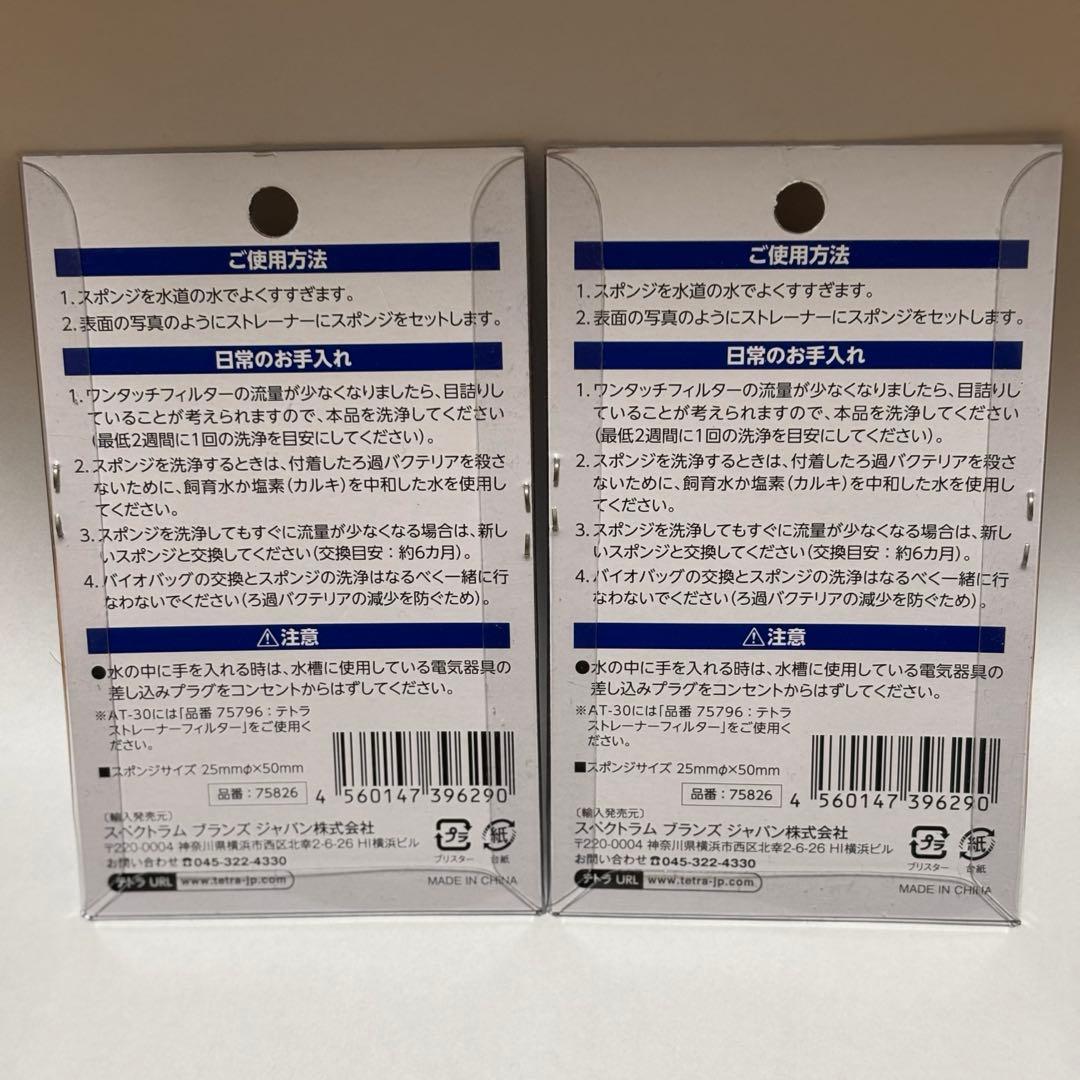 ご使用方法
1.スポンジを水道の水でよくすすぎます。
2.表面の写真のようにストレーナーにスポンジをセットします。
日常のお手入れ
1.ワンタッチフィルターの流量が少なくなりましたら、目詰りし
ていることが考えられますので、本品を洗浄してください
(最低2週間に1回の洗浄を目安にしてください)。
2.スポンジを洗浄するときは、付着したろ過バクテリアを殺さ
ないために、飼育水か塩素(カルキ)を中和した水を使用し
てください。
3.スポンジを洗浄してもすぐに流量が少なくなる場合は、新し
いスポンジと交換してください(交換目安:約6カ月)。
4.バイオバッグの交換とスポンジの洗浄はなるべく一緒に行
なわないでください(ろ過バクテリアの減少を防ぐため)。
⚠注意
●水の中に手を入れる時は、水槽に使用している電気器具の
差し込みプラグをコンセントからはずしてください。
※AT-30には「品番 75796:テトラ
ストレーナーフィルター」をご使用く
ださい。
■スポンジサイズ 25mmφ×50mm
品番:75826
4 560147 396290
〔輸入発売元〕
スペクトラム ブランズ ジャパン株式会社
〒220-0004 神奈川県横浜市西区北幸2-6-26 HI横浜ビル
お問い合わせ☎045-322-4330
テトラ URL www.tetra-jp.com
プラ
ブリスター
紙
台紙
MADE IN CHINA
ご使用方法
1.スポンジを水道の水でよくすすぎます。
2.表面の写真のようにストレーナーにスポンジをセットします。
日常のお手入れ
1.ワンタッチフィルターの流量が少なくなりましたら、目詰りし
ていることが考えられますので、本品を洗浄してください
(最低2週間に1回の洗浄を目安にしてください)。
2.スポンジを洗浄するときは、付着したろ過バクテリアを殺さ
ないために、飼育水か塩素(カルキ)を中和した水を使用し
てください。
3.スポンジを洗浄してもすぐに流量が少なくなる場合は、新し
いスポンジと交換してください(交換目安:約6カ月)。
4.バイオバッグの交換とスポンジの洗浄はなるべく一緒に行
なわないでください(ろ過バクテリアの減少を防ぐため)。
⚠注意
●水の中に手を入れる時は、水槽に使用している電気器具の
差し込みプラグをコンセントからはずしてください。
※AT-30には「品番 75796:テトラ
ストレーナーフィルター」をご使用く
ださい。
■スポンジサイズ 25mmφ×50mm
品番:75826
4 560147 396290
〔輸入発売元〕
スペクトラム ブランズ ジャパン株式会社
〒220-0004 神奈川県横浜市西区北幸2-6-26 HI横浜ビル
お問い合わせ☎045-322-4330
テトラ URL www.tetra-jp.com
プラ
ブリスター
紙
台紙
MADE IN CHINA